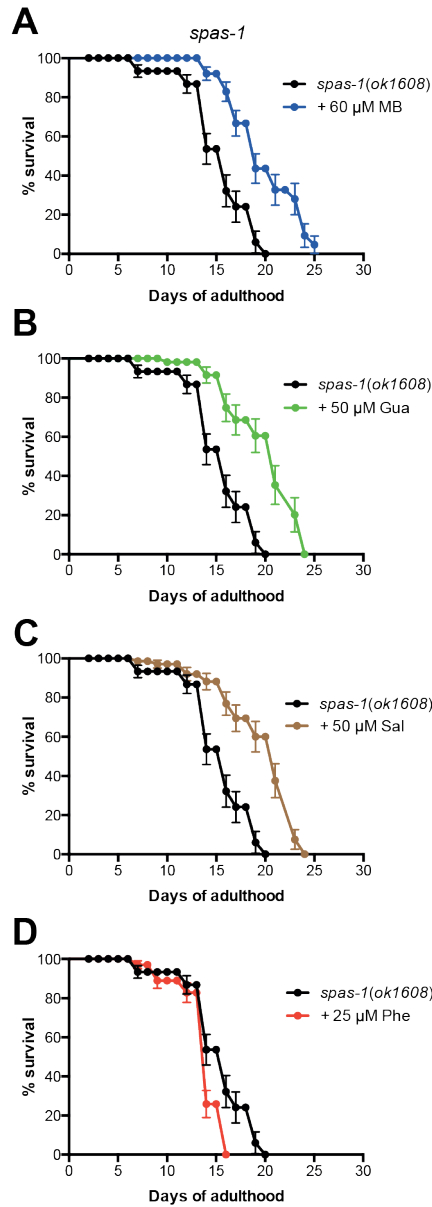 A
spas-1
% survival
100
80
60
40
20
0
0 5 10 15 20 25 30
Days of adulthood
spas-1(ok1608)
+ 60 µM MB
B
% survival
100
80
60
40
20
0
0 5 10 15 20 25 30
Days of adulthood
spas-1(ok1608)
+ 50 µM Gua
C
% survival
100
80
60
40
20
0
0 5 10 15 20 25 30
Days of adulthood
spas-1(ok1608)
+ 50 µM Sal
D
% survival
100
80
60
40
20
0
0 5 10 15 20 25 30
Days of adulthood
spas-1(ok1608)
+ 25 µM Phe